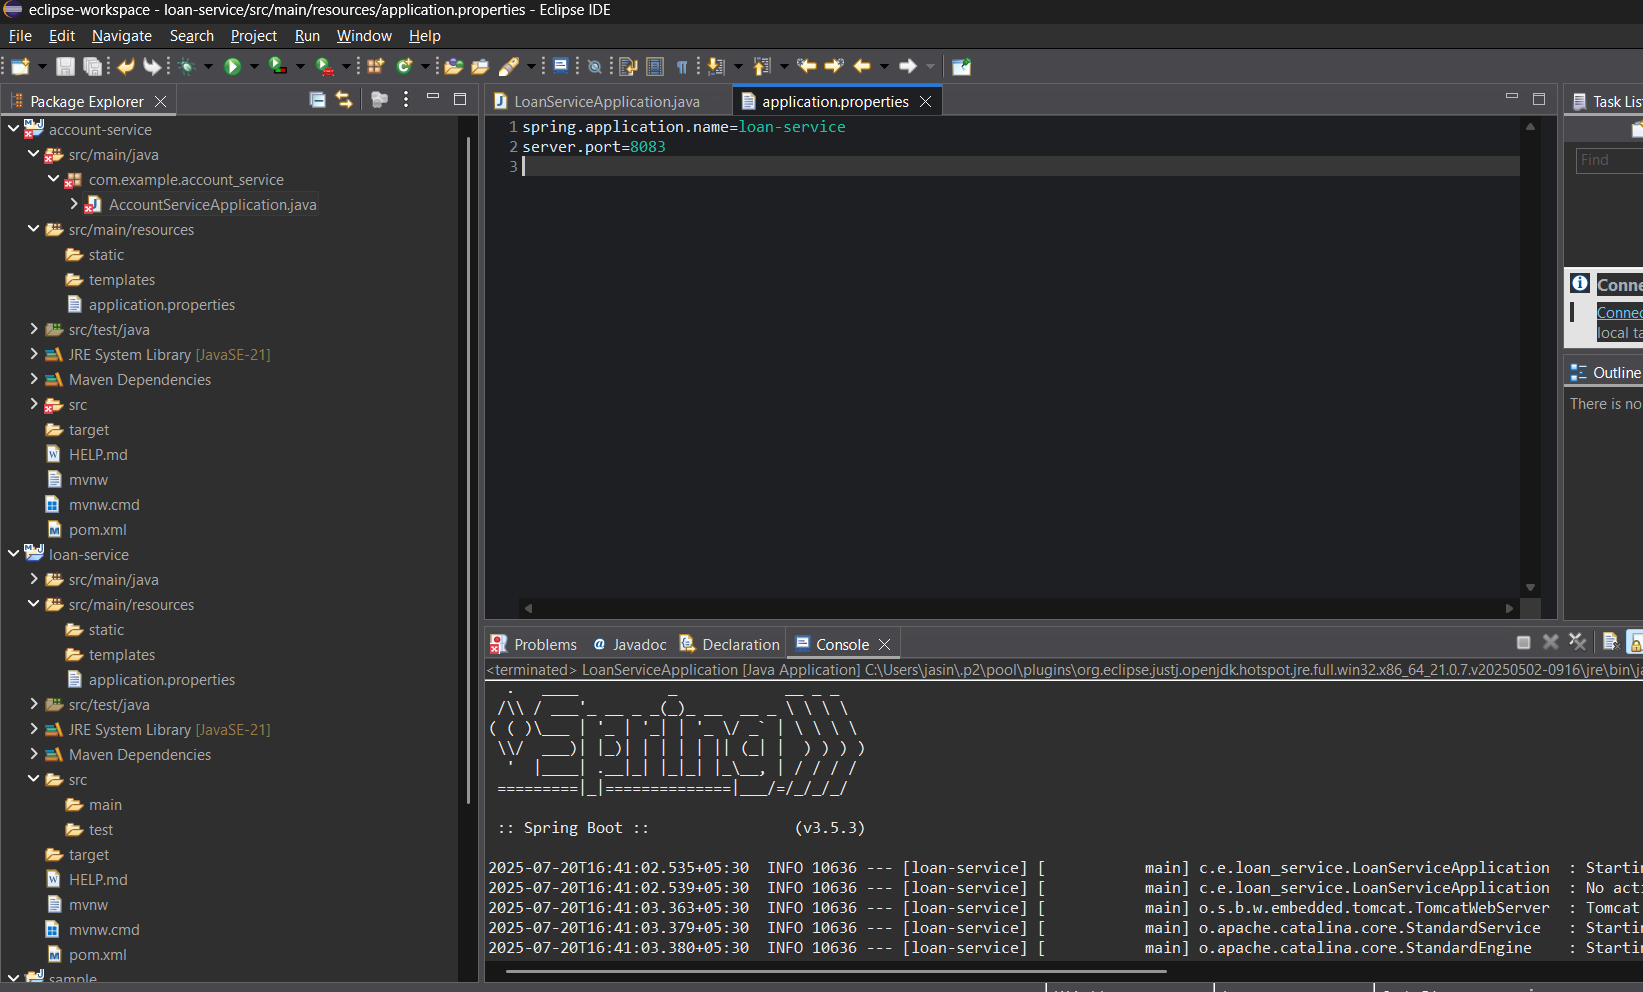 eclipse-workspace - loan-service/src/main/resources/application.properties - Eclipse IDE
File Edit Navigate Search Project Run Window Help
Package Explorer
account-service
src/main/java
com.example.account_service
AccountServiceApplication.java
src/main/resources
static
templates
application.properties
src/test/java
JRE System Library [JavaSE-21]
Maven Dependencies
src
target
HELP.md
mvnw
mvnw.cmd
pom.xml
loan-service
src/main/java
src/main/resources
static
templates
application.properties
src/test/java
JRE System Library [JavaSE-21]
Maven Dependencies
src
main
test
target
HELP.md
mvnw
mvnw.cmd
pom.xml
sample
LoanServiceApplication.java application.properties
1 spring.application.name=loan-service
2 server.port=8083
3
Task Lis
Find
Conne
Connec
local ta
Outline
There is no
Problems Javadoc Declaration Console
<terminated> LoanServiceApplication [Java Application] C:\Users\jasin\.p2\pool\plugins\org.eclipse.justj.openjdk.hotspot.jre.full.win32.x86_64_21.0.7.v20250502-0916\jre\bin\ja
Spring
:: Spring Boot :: (v3.5.3)
2025-07-20T16:41:02.535+05:30 INFO 10636 --- [loan-service] [ main] c.e.loan_service.LoanServiceApplication : Startin
2025-07-20T16:41:02.539+05:30 INFO 10636 --- [loan-service] [ main] c.e.loan_service.LoanServiceApplication : No acti
2025-07-20T16:41:03.363+05:30 INFO 10636 --- [loan-service] [ main] o.s.b.w.embedded.tomcat.TomcatWebServer : Tomcat
2025-07-20T16:41:03.379+05:30 INFO 10636 --- [loan-service] [ main] o.apache.catalina.core.StandardService : Startin
2025-07-20T16:41:03.380+05:30 INFO 10636 --- [loan-service] [ main] o.apache.catalina.core.StandardEngine : Startin